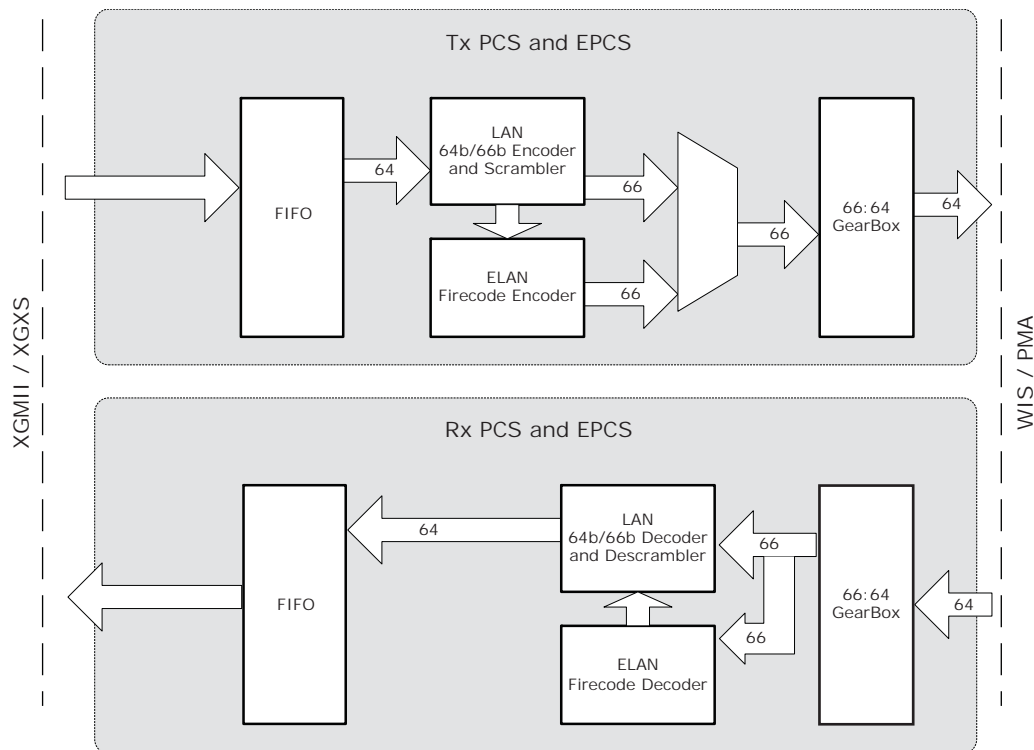 Tx PCS and EPCS
XGMII / XGXS
FIFO
64
LAN
64b/66b Encoder
and Scrambler
66
ELAN
Firecode Encoder
66
66
66:64
GearBox
64
WIS / PMA
Rx PCS and EPCS
FIFO
64
LAN
64b/66b Decoder
and Descrambler
66
ELAN
Firecode Decoder
66
66:64
GearBox
64